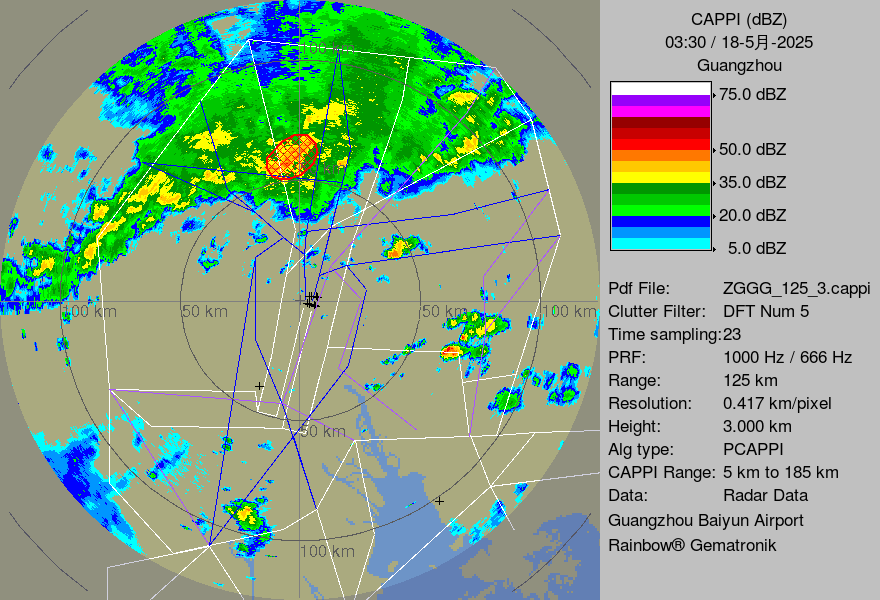 CAPPI (dBZ)
03:30 / 18-5月-2025
Guangzhou
75.0 dBZ
50.0 dBZ
35.0 dBZ
20.0 dBZ
5.0 dBZ
Pdf File: ZGGG_125_3.cappi
Clutter Filter: DFT Num 5
Time sampling:23
PRF: 1000 Hz / 666 Hz
Range: 125 km
Resolution: 0.417 km/pixel
Height: 3.000 km
Alg type: PCAPPI
CAPPI Range: 5 km to 185 km
Data: Radar Data
Guangzhou Baiyun Airport
Rainbow® Gematronik
100 km
100 km
50 km
50 km
100 km
50 km
100 km